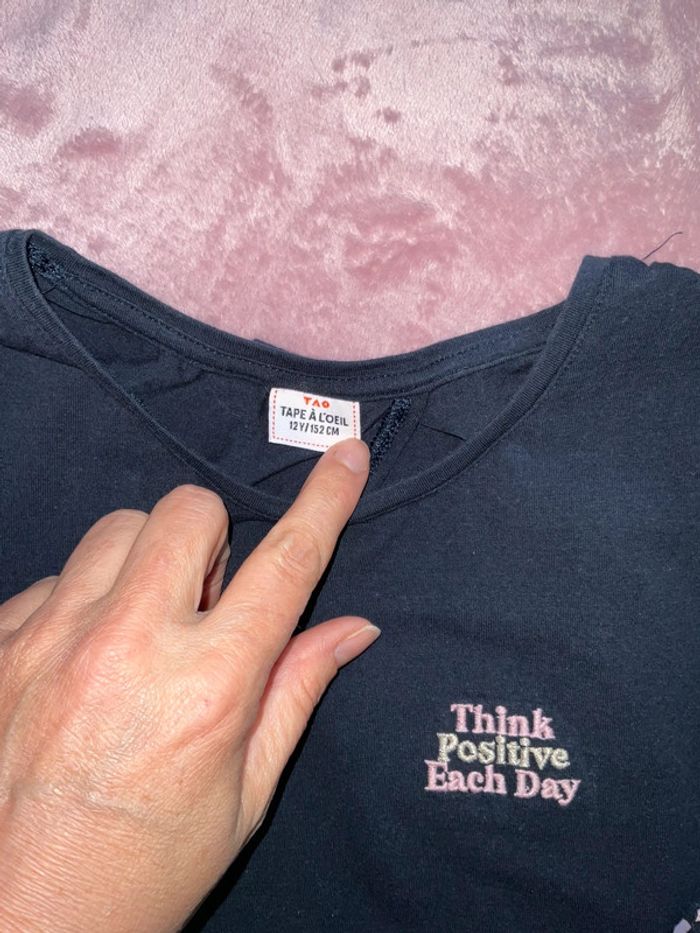 TAO
TAPE À L'OEIL
12Y/152 CM
Think
Positive
Each Day